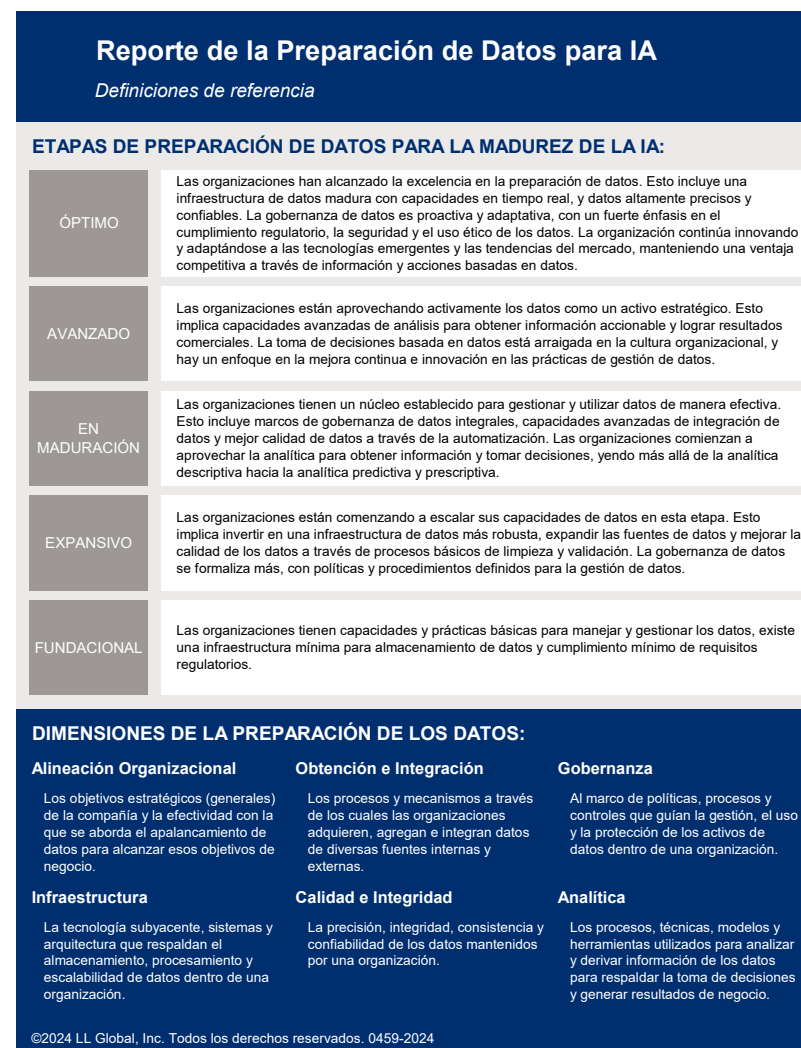 Reporte de la Preparación de Datos para IA
Definiciones de referencia
ETAPAS DE PREPARACIÓN DE DATOS PARA LA MADUREZ DE LA IA:
ÓPTIMO
Las organizaciones han alcanzado la excelencia en la preparación de datos. Esto incluye una
infraestructura de datos madura con capacidades en tiempo real, y datos altamente precisos y
confiables. La gobernanza de datos es proactiva y adaptativa, con un fuerte énfasis en el
cumplimiento regulatorio, la seguridad y el uso ético de los datos. La organización continúa innovando
y adaptándose a las tecnologías emergentes y las tendencias del mercado, manteniendo una ventaja
competitiva a través de información y acciones basadas en datos.
AVANZADO
Las organizaciones están aprovechando activamente los datos como un activo estratégico. Esto
implica capacidades avanzadas de análisis para obtener información accionable y lograr resultados
comerciales. La toma de decisiones basada en datos está arraigada en la cultura organizacional, y
hay un enfoque en la mejora continua e innovación en las prácticas de gestión de datos.
EN
MADURACIÓN
Las organizaciones tienen un núcleo establecido para gestionar y utilizar datos de manera efectiva.
Esto incluye marcos de gobernanza de datos integrales, capacidades avanzadas de integración de
datos y mejor calidad de datos a través de la automatización. Las organizaciones comienzan a
aprovechar la analítica para obtener información y tomar decisiones, yendo más allá de la analítica
descriptiva hacia la analítica predictiva y prescriptiva.
EXPANSIVO
Las organizaciones están comenzando a escalar sus capacidades de datos en esta etapa. Esto
implica invertir en una infraestructura de datos más robusta, expandir las fuentes de datos y mejorar la
calidad de los datos a través de procesos básicos de limpieza y validación. La gobernanza de datos
se formaliza más, con políticas y procedimientos definidos para la gestión de datos.
FUNDACIONAL
Las organizaciones tienen capacidades y prácticas básicas para manejar y gestionar los datos, existe
una infraestructura mínima para almacenamiento de datos y cumplimiento mínimo de requisitos
regulatorios.
DIMENSIONES DE LA PREPARACIÓN DE LOS DATOS:
Alineación Organizacional
Los objetivos estratégicos (generales)
de la compañía y la efectividad con la
que se aborda el apalancamiento de
datos para alcanzar esos objetivos de
negocio.
Obtención e Integración
Los procesos y mecanismos a través
de los cuales las organizaciones
adquieren, agregan e integran datos
de diversas fuentes internas y
externas.
Gobernanza
Al marco de políticas, procesos y
controles que guían la gestión, el uso
y la protección de los activos de
datos dentro de una organización.
Infraestructura
La tecnología subyacente, sistemas y
arquitectura que respaldan el
almacenamiento, procesamiento y
escalabilidad de datos dentro de una
organización.
Calidad e Integridad
La precisión, integridad, consistencia y
confiabilidad de los datos mantenidos
por una organización.
Analítica
Los procesos, técnicas, modelos y
herramientas utilizados para analizar
y derivar información de los datos
para respaldar la toma de decisiones
y generar resultados de negocio.
©2024 LL Global, Inc. Todos los derechos reservados. 0459-2024